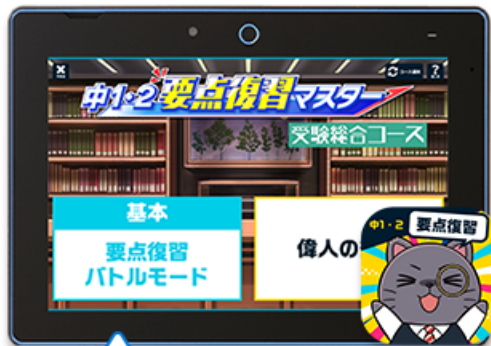 中1・2要点復習マスター
受験総合コース
基本
要点復習
バトルモード
偉人の
中1・2 要点復習